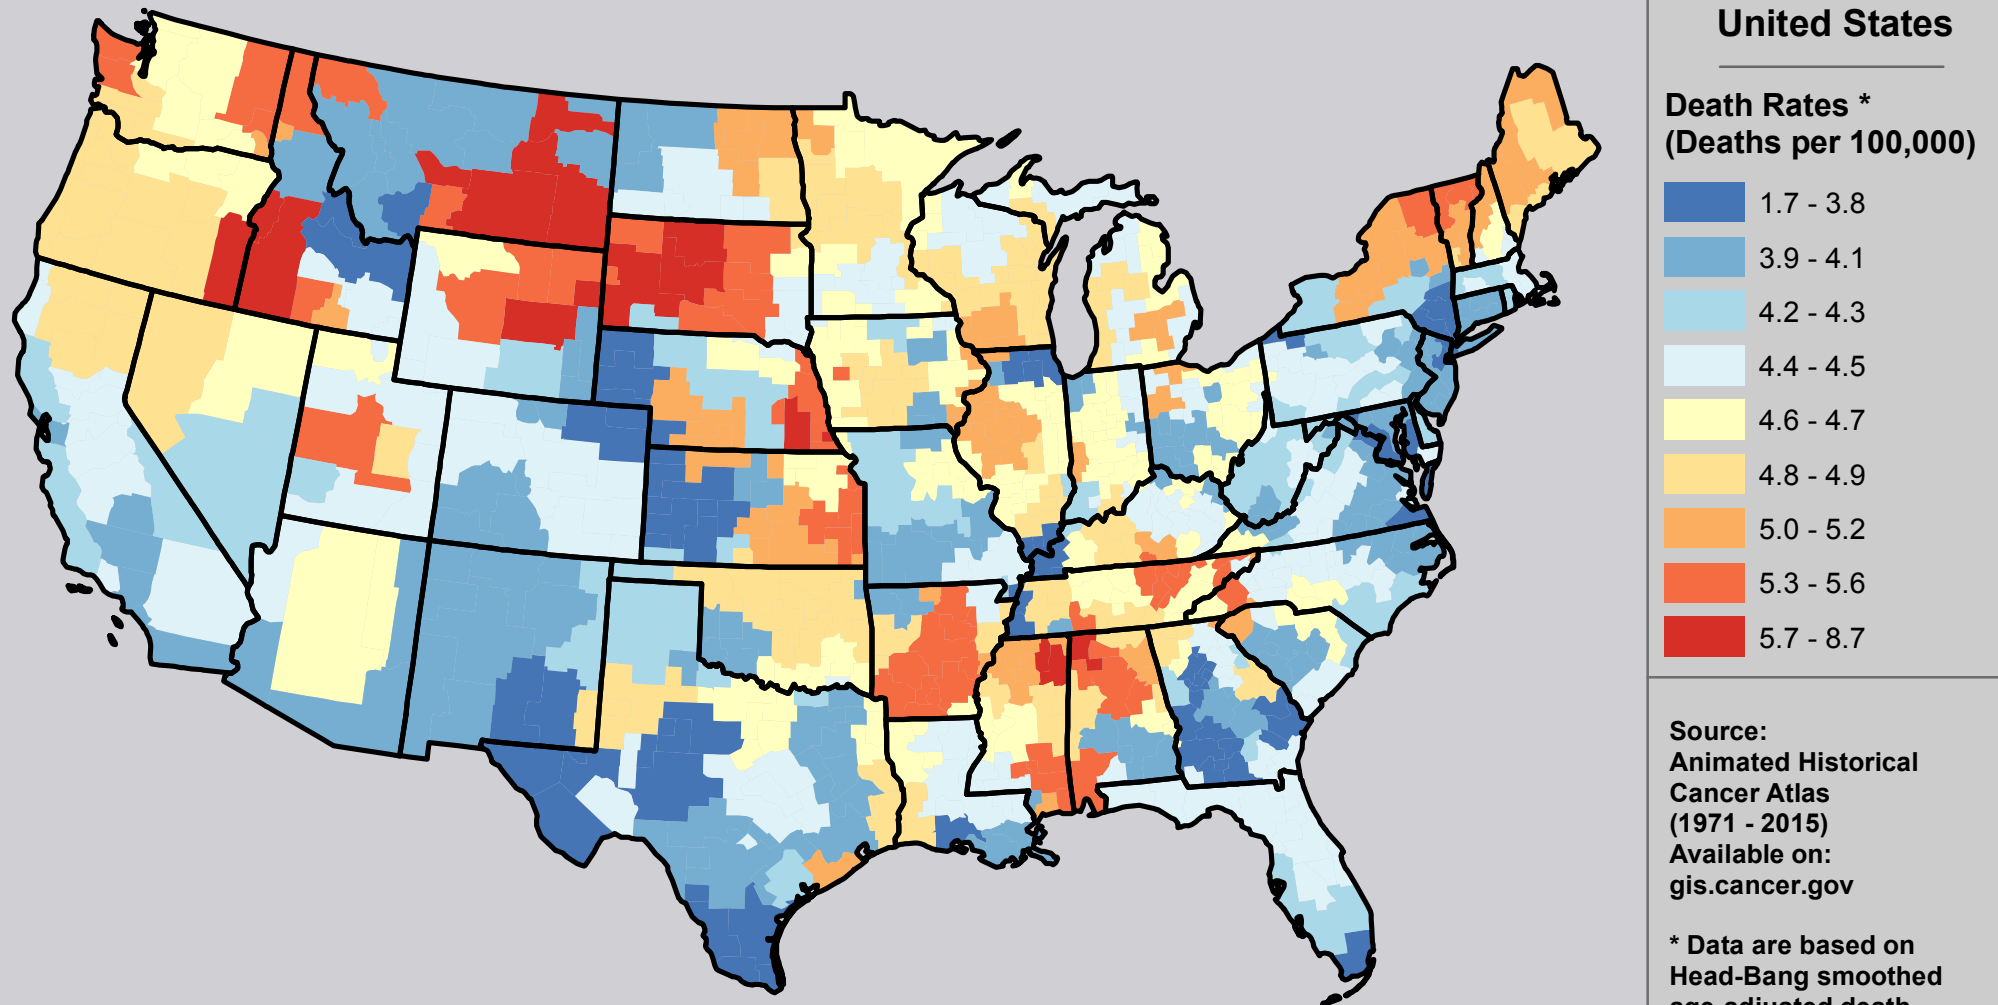 United States
Death Rates *
(Deaths per 100,000)
1.7 - 3.8
3.9 - 4.1
4.2 - 4.3
4.4 - 4.5
4.6 - 4.7
4.8 - 4.9
5.0 - 5.2
5.3 - 5.6
5.7 - 8.7
Source:
Animated Historical
Cancer Atlas
(1971 - 2015)
Available on:
gis.cancer.gov
* Data are based on
Head-Bang smoothed
age-adjusted death